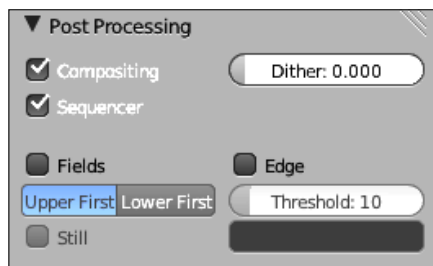 Post Processing
Compositing Dither: 0.000
Sequencer
Fields Edge
Upper First Lower First Threshold: 10
Still